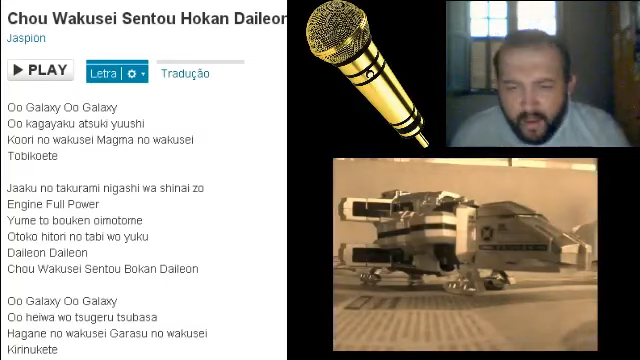 Chou Wakusei Sentou Hokan Daileon
Jaspion
PLAY
Letra
Tradução
Oo Galaxy Oo Galaxy
Oo kagayaku atsuki yuushi
Koori no wakusei Magma no wakusei
Tobikoete
Jaaku no takurami nigashi wa shinai zo
Engine Full Power
Yume to bouken oimotome
Otoko hitori no tabi wo yuku
Daileon Daileon
Chou Wakusei Sentou Bokan Daileon
Oo Galaxy Oo Galaxy
Oo heiwa wo tsugeru tsubasa
Hagane no wakusei Garasu no wakusei
Kirinukete